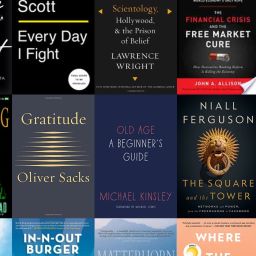 Scott
Every Day
I Fight
Scientology,
Hollywood,
& the Prison
of Belief
LAWRENCE
WRIGHT
THE
FINANCIAL CRISIS
AND THE
FREE MARKET
CURE
JOHN A. ALLISON
Gratitude
Oliver Sacks
OLD AGE
A BEGINNER'S
GUIDE
MICHAEL KINSLEY
NIALL
FERGUSON
THE SQUARE
and the TOWER
IN-N-OUT
BURGER
MATTERHORN
WHERE
THE